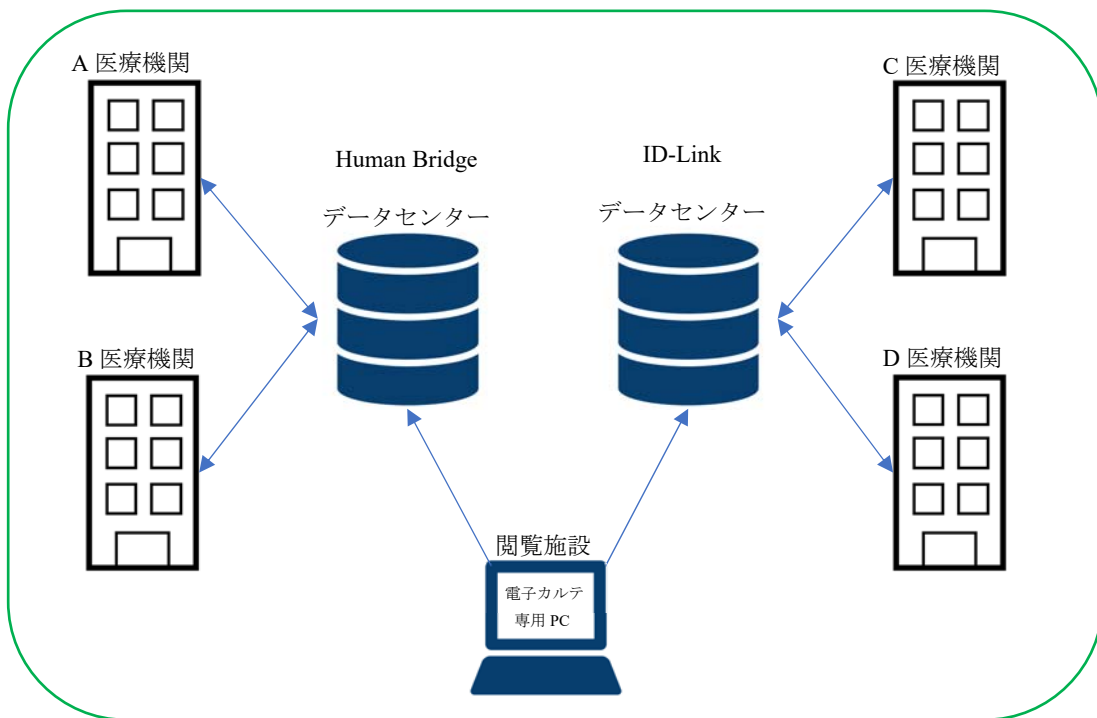 A 医療機関
C 医療機関
Human Bridge
ID-Link
データセンター
データセンター
B 医療機関
D 医療機関
閲覧施設
電子カルテ
専用 PC